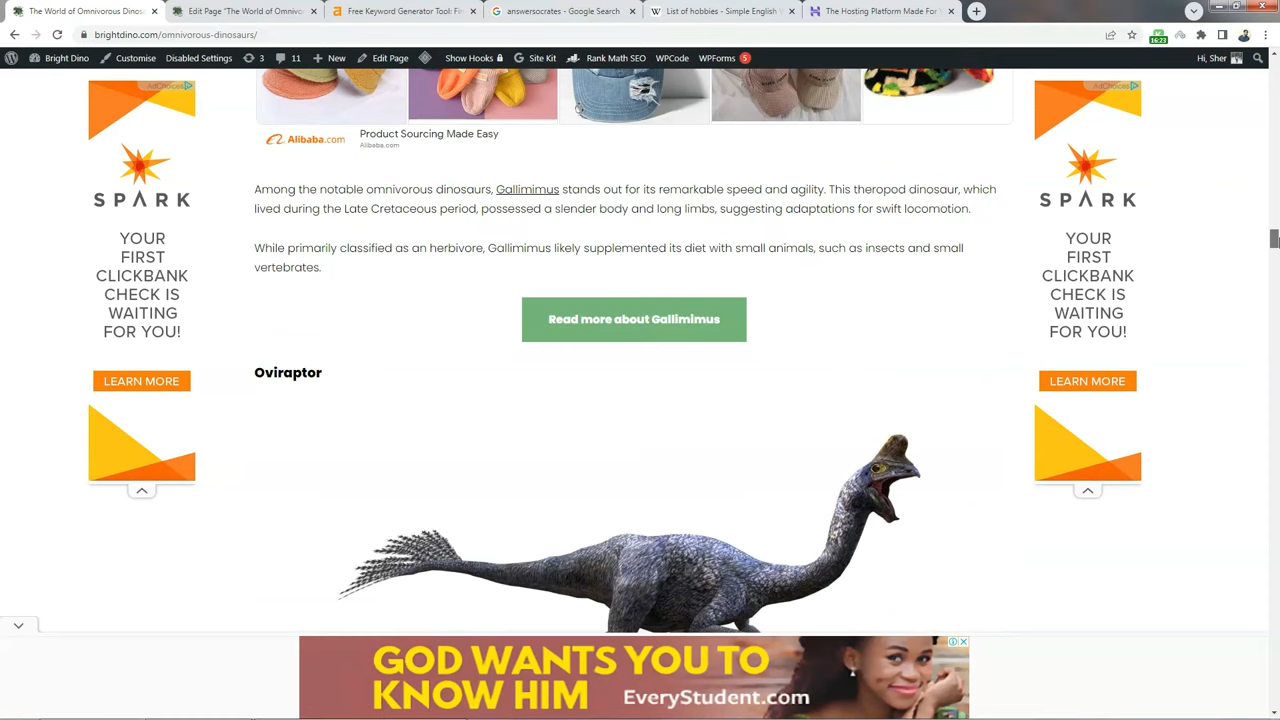 The World of Omnivorous Dinos
Edit Page "The World of Omnivo
Free Keyword Generator Tool: Fi
answersocrates - Google Search
List of hobbies - Simple English W
The Hosting Platform Made For
brightdino.com/omnivorous-dinosaurs/
16:23
Bright Dino
Customise
Disabled Settings
3
11
New
Edit Page
Show Hooks
Site Kit
Rank Math SEO
WPCode
WPForms 5
Hi, Sher
AdChoices
AdChoices
Alibaba.com
Product Sourcing Made Easy
Alibaba.com
SPARK
YOUR
FIRST
CLICKBANK
CHECK IS
WAITING
FOR YOU!
LEARN MORE
Among the notable omnivorous dinosaurs, Gallimimus stands out for its remarkable speed and agility. This theropod dinosaur, which
lived during the Late Cretaceous period, possessed a slender body and long limbs, suggesting adaptations for swift locomotion.
While primarily classified as an herbivore, Gallimimus likely supplemented its diet with small animals, such as insects and small
vertebrates.
Read more about Gallimimus
Oviraptor
SPARK
YOUR
FIRST
CLICKBANK
CHECK IS
WAITING
FOR YOU!
LEARN MORE
GOD WANTS YOU TO
KNOW HIM EveryStudent.com